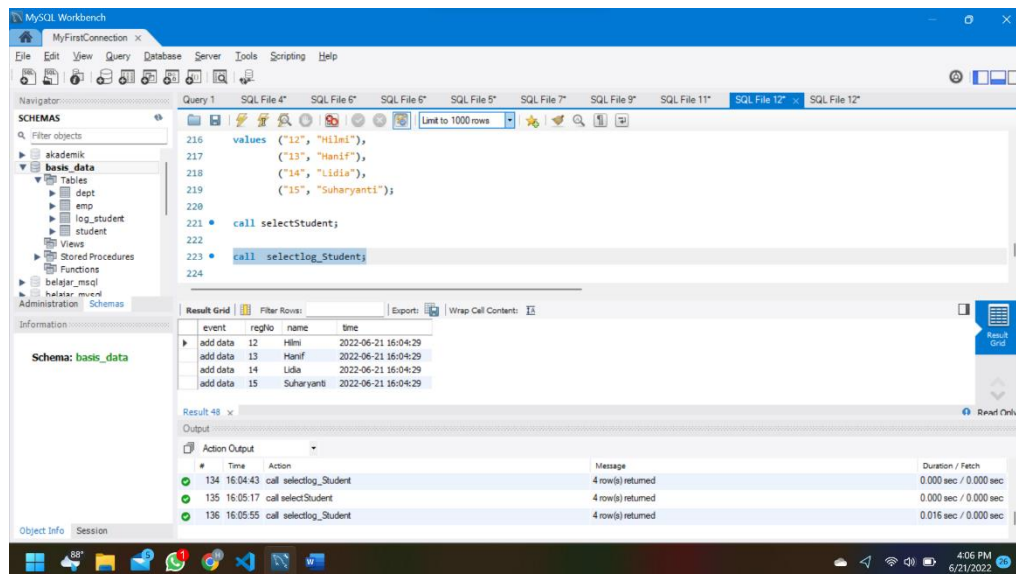 MySQL Workbench
MyFirstConnection ×
File Edit View Query Database Server Tools Scripting Help
Navigator
Query 1 SQL File 4* SQL File 6* SQL File 6* SQL File 5* SQL File 7* SQL File 9* SQL File 11* SQL File 12* × SQL File 12*
SCHEMAS
Limit to 1000 rows
Filter objects
akademik
basis_data
Tables
dept
emp
log_student
student
Views
Stored Procedures
Functions
belajar_msql
belajar_mysql
216 values ("12", "Hilmi"),
217 ("13", "Hanif"),
218 ("14", "Lidia"),
219 ("15", "Suharyanti");
220
221 call selectStudent;
222
223 call selectlog_Student;
224
Administration Schemas
Information
Schema: basis_data
Result Grid Filter Rows: Export: Wrap Cell Content:
event regNo name time
add data 12 Hilmi 2022-06-21 16:04:29
add data 13 Hanif 2022-06-21 16:04:29
add data 14 Lidia 2022-06-21 16:04:29
add data 15 Suharyanti 2022-06-21 16:04:29
Result Grid
Result 48 ×
Read Only
Output
Action Output
# Time Action Message Duration / Fetch
134 16:04:43 call selectlog_Student 4 row(s) returned 0.000 sec / 0.000 sec
135 16:05:17 call selectStudent 4 row(s) returned 0.000 sec / 0.000 sec
136 16:05:55 call selectlog_Student 4 row(s) returned 0.016 sec / 0.000 sec
Object Info Session
88°
5
1
4:06 PM
6/21/2022
26